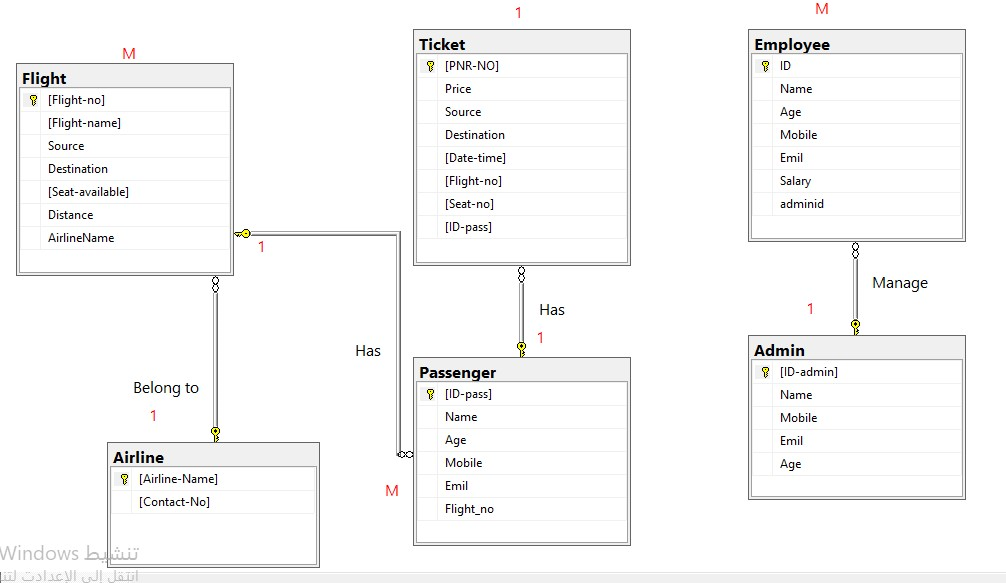 M
Flight
[Flight-no]
[Flight-name]
Source
Destination
[Seat-available]
Distance
AirlineName
1
Ticket
[PNR-NO]
Price
Source
Destination
[Date-time]
[Flight-no]
[Seat-no]
[ID-pass]
M
Employee
ID
Name
Age
Mobile
Emil
Salary
adminid
1
Has
Belong to
1
Has
1
Manage
1
Airline
[Airline-Name]
[Contact-No]
M
Passenger
[ID-pass]
Name
Age
Mobile
Emil
Flight_no
Admin
[ID-admin]
Name
Mobile
Emil
Age
تنشيط Windows
انتقل إلى الإعدادت